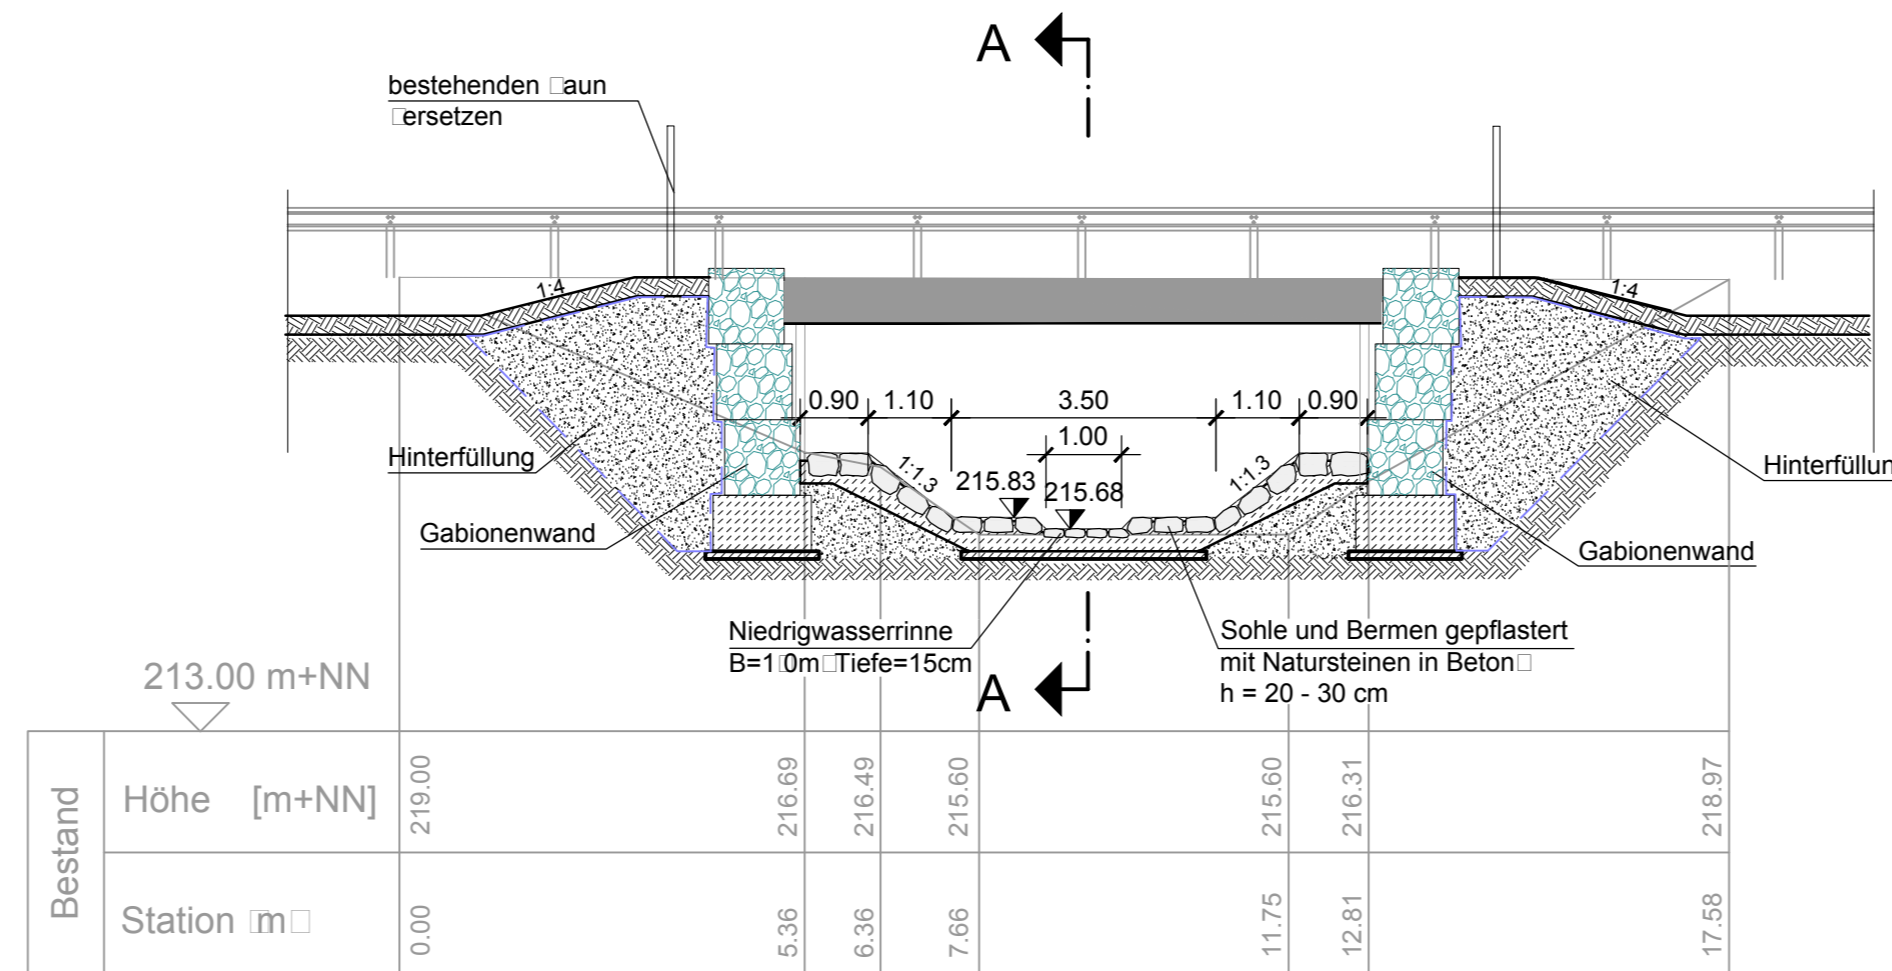 A
bestehenden □aun
□ersetzen
1:4
1:4
0.90 1.10 3.50 1.10 0.90
1.00
Hinterfüllung
1:1.3
215.83
215.68
1:1.3
Hinterfüllun
Gabionenwand
Gabionenwand
Niedrigwasserrinne
B=1□0m□Tiefe=15cm
Sohle und Bermen gepflastert
mit Natursteinen in Beton□
h = 20 - 30 cm
A
213.00 m+NN
Bestand
Höhe [m+NN] 219.00 216.69 216.49 215.60 215.60 216.31 218.97
Station □m□ 0.00 5.36 6.36 7.66 11.75 12.81 17.58